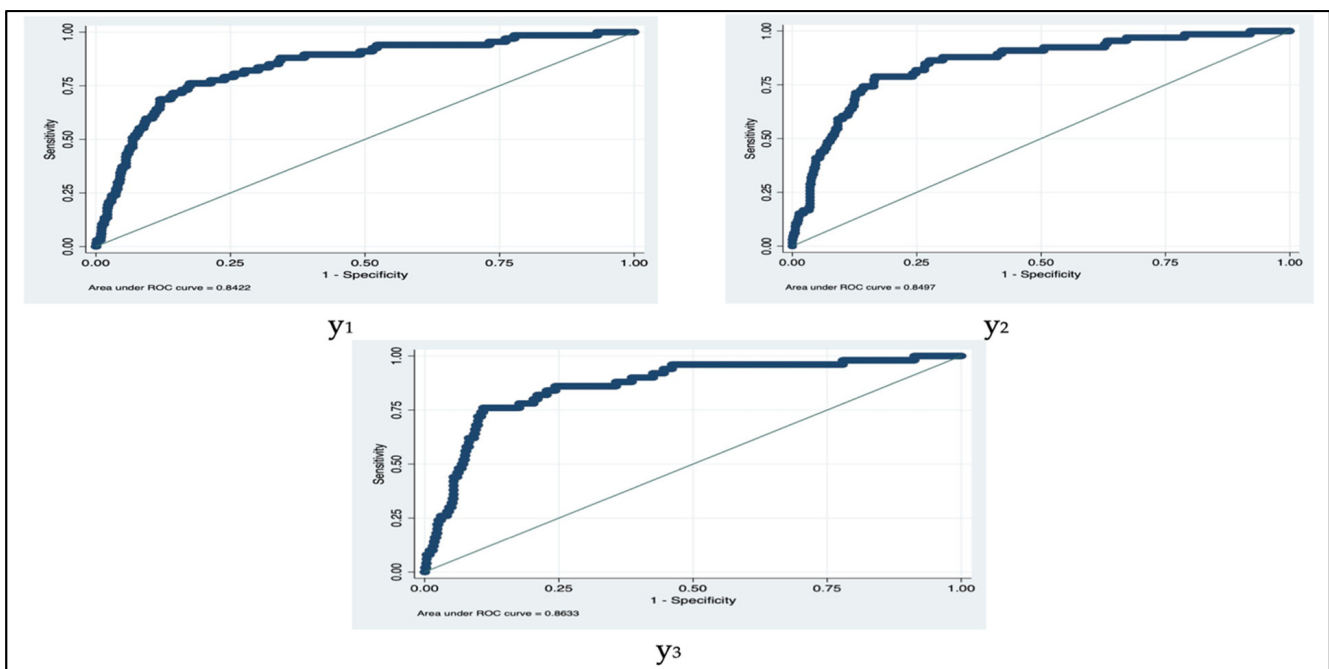 1.00
0.75
0.50
0.25
0.00
Sensitivity
0.00 0.25 0.50 0.75 1.00
1 - Specificity
Area under ROC curve = 0.8422
y1
1.00
0.75
0.50
0.25
0.00
Sensitivity
0.00 0.25 0.50 0.75 1.00
1 - Specificity
Area under ROC curve = 0.8497
y2
1.00
0.75
0.50
0.25
0.00
Sensitivity
0.00 0.25 0.50 0.75 1.00
1 - Specificity
Area under ROC curve = 0.8633
y3